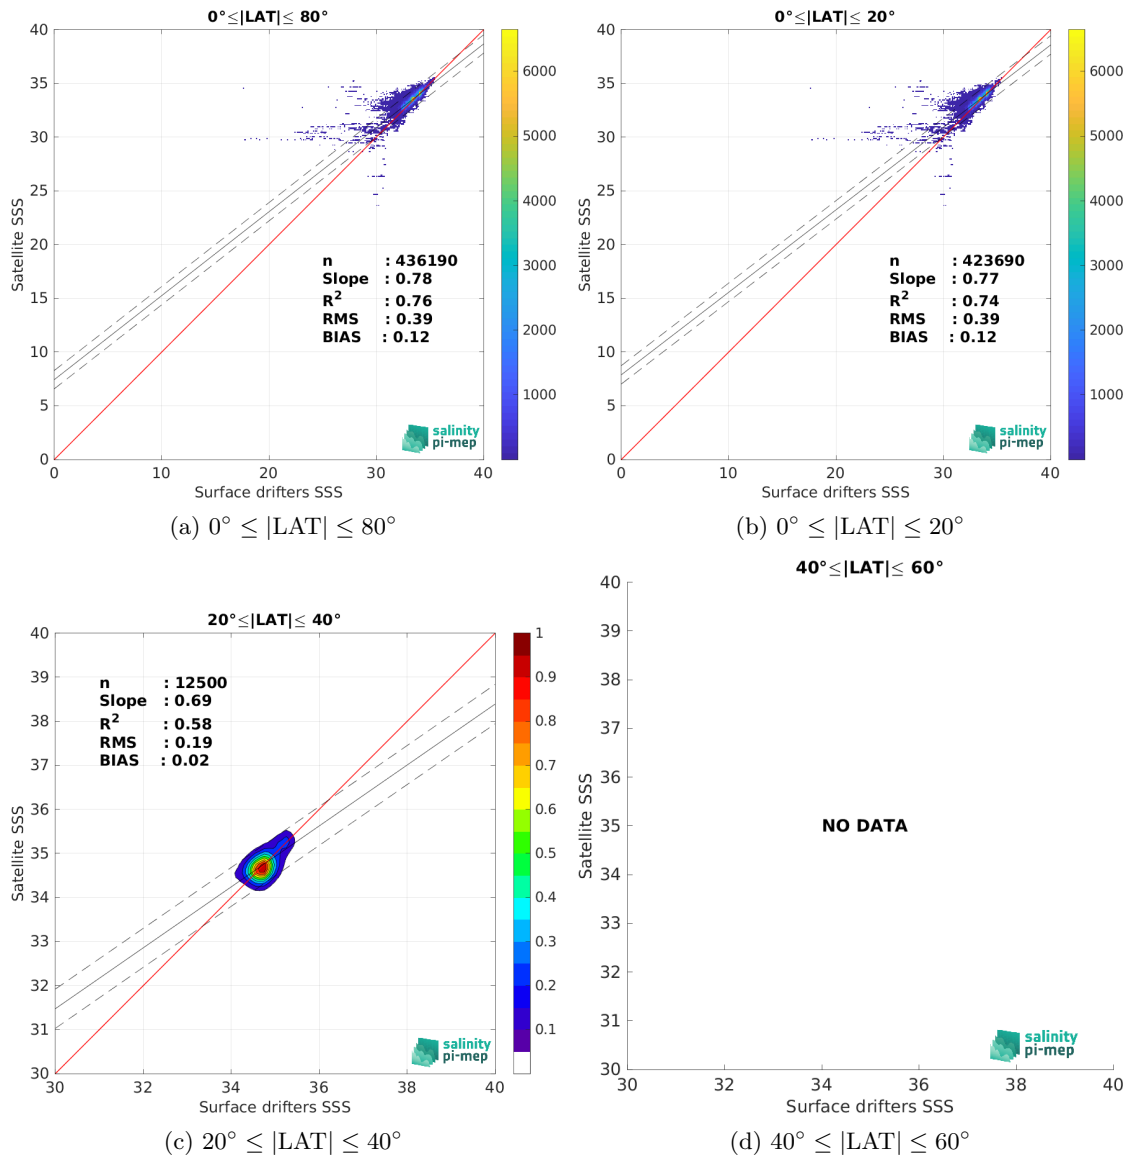 0°≤|LAT|≤ 80°
40
35
30
25
20
15
10
5
0
Satellite SSS
n : 436190
Slope : 0.78
R² : 0.76
RMS : 0.39
BIAS : 0.12
salinity
pi-mep
0 10 20 30 40
Surface drifters SSS
6000
5000
4000
3000
2000
1000
(a) 0° ≤ |LAT| ≤ 80°
0°≤|LAT|≤ 20°
40
35
30
25
20
15
10
5
0
Satellite SSS
n : 423690
Slope : 0.77
R² : 0.74
RMS : 0.39
BIAS : 0.12
salinity
pi-mep
0 10 20 30 40
Surface drifters SSS
6000
5000
4000
3000
2000
1000
(b) 0° ≤ |LAT| ≤ 20°
20°≤|LAT|≤ 40°
40
39
38
37
36
35
34
33
32
31
30
Satellite SSS
n : 12500
Slope : 0.69
R² : 0.58
RMS : 0.19
BIAS : 0.02
salinity
pi-mep
30 32 34 36 38 40
Surface drifters SSS
1
0.9
0.8
0.7
0.6
0.5
0.4
0.3
0.2
0.1
(c) 20° ≤ |LAT| ≤ 40°
40°≤|LAT|≤ 60°
40
39
38
37
36
35
34
33
32
31
30
Satellite SSS
NO DATA
salinity
pi-mep
30 32 34 36 38 40
Surface drifters SSS
(d) 40° ≤ |LAT| ≤ 60°